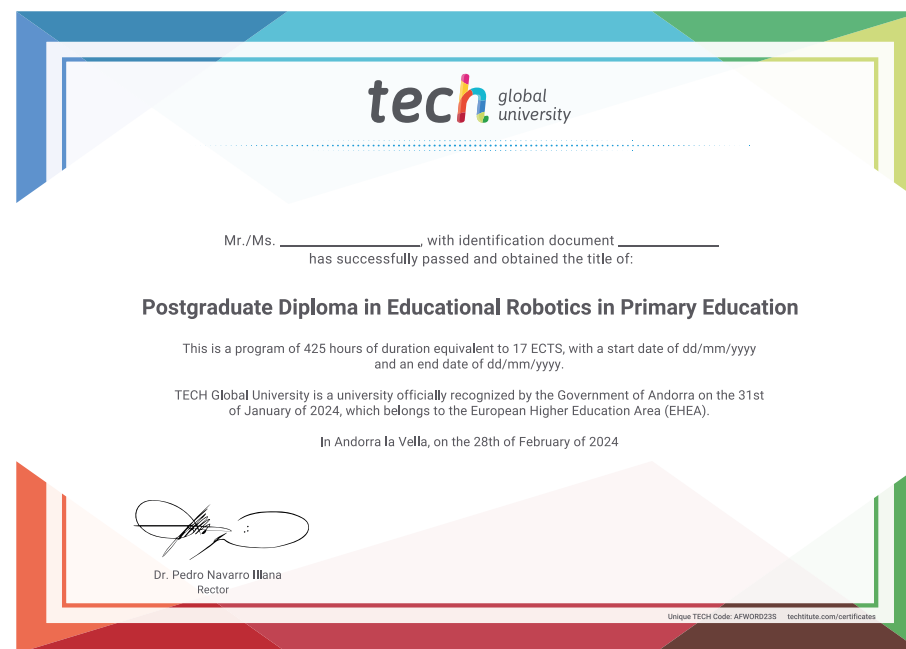 tech global
university
Mr./Ms. ____________, with identification document ____________
has successfully passed and obtained the title of:
Postgraduate Diploma in Educational Robotics in Primary Education
This is a program of 425 hours of duration equivalent to 17 ECTS, with a start date of dd/mm/yyyy
and an end date of dd/mm/yyyy.
TECH Global University is a university officially recognized by the Government of Andorra on the 31st
of January of 2024, which belongs to the European Higher Education Area (EHEA).
In Andorra la Vella, on the 28th of February of 2024
Dr. Pedro Navarro Illana
Rector
Unique TECH Code: AFWORD23S techtitute.com/certificates